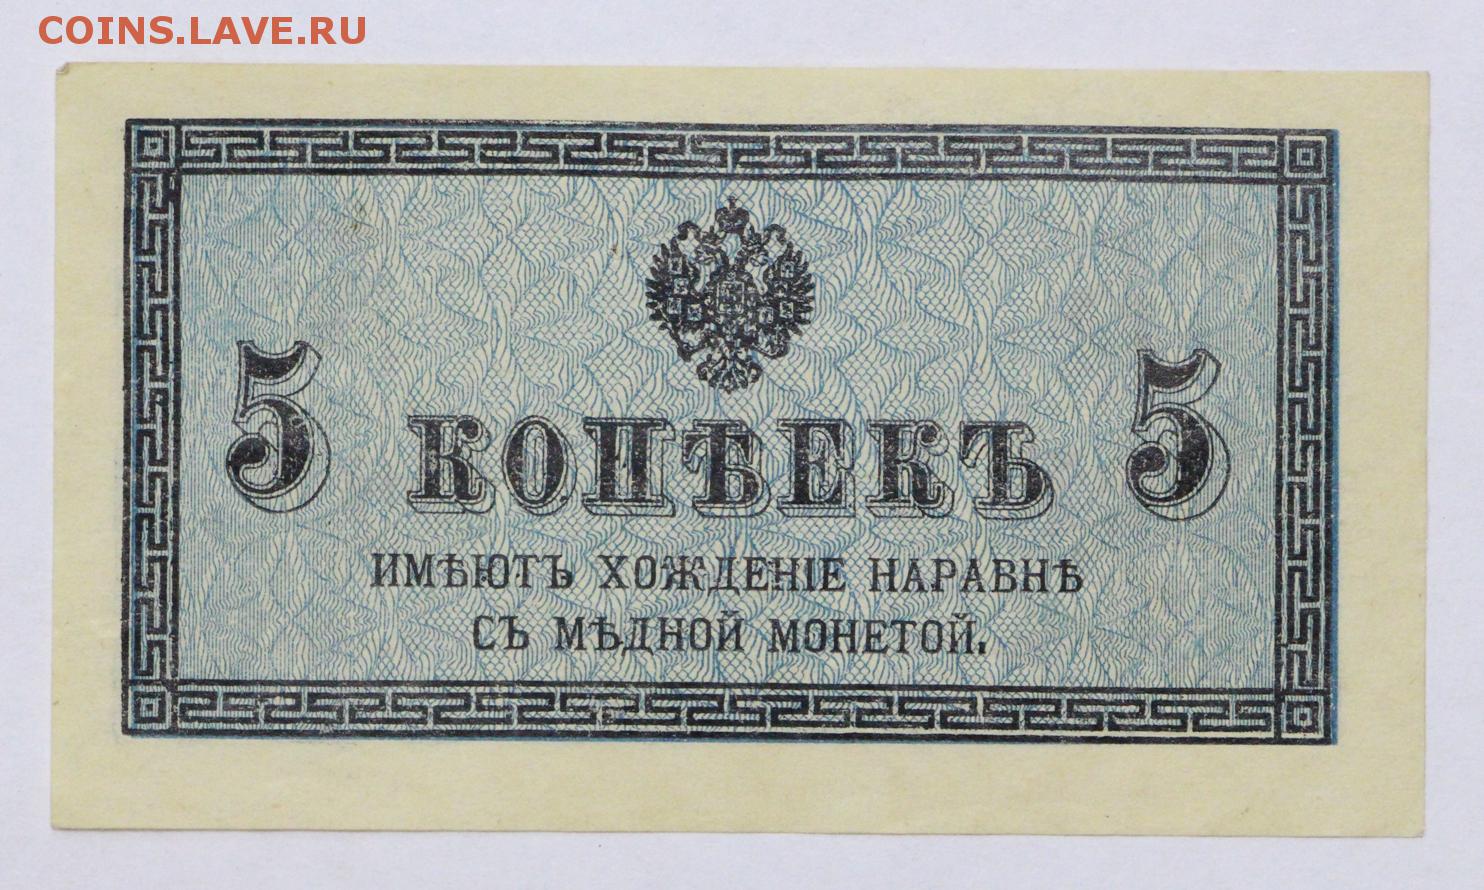 COINS.LAVE.RU
5 КОПѢЕКЪ 5
ИМѢЮТЪ ХОЖДЕНІЕ НАРАВНѢ
СЪ МѢДНОЙ МОНЕТОЙ.